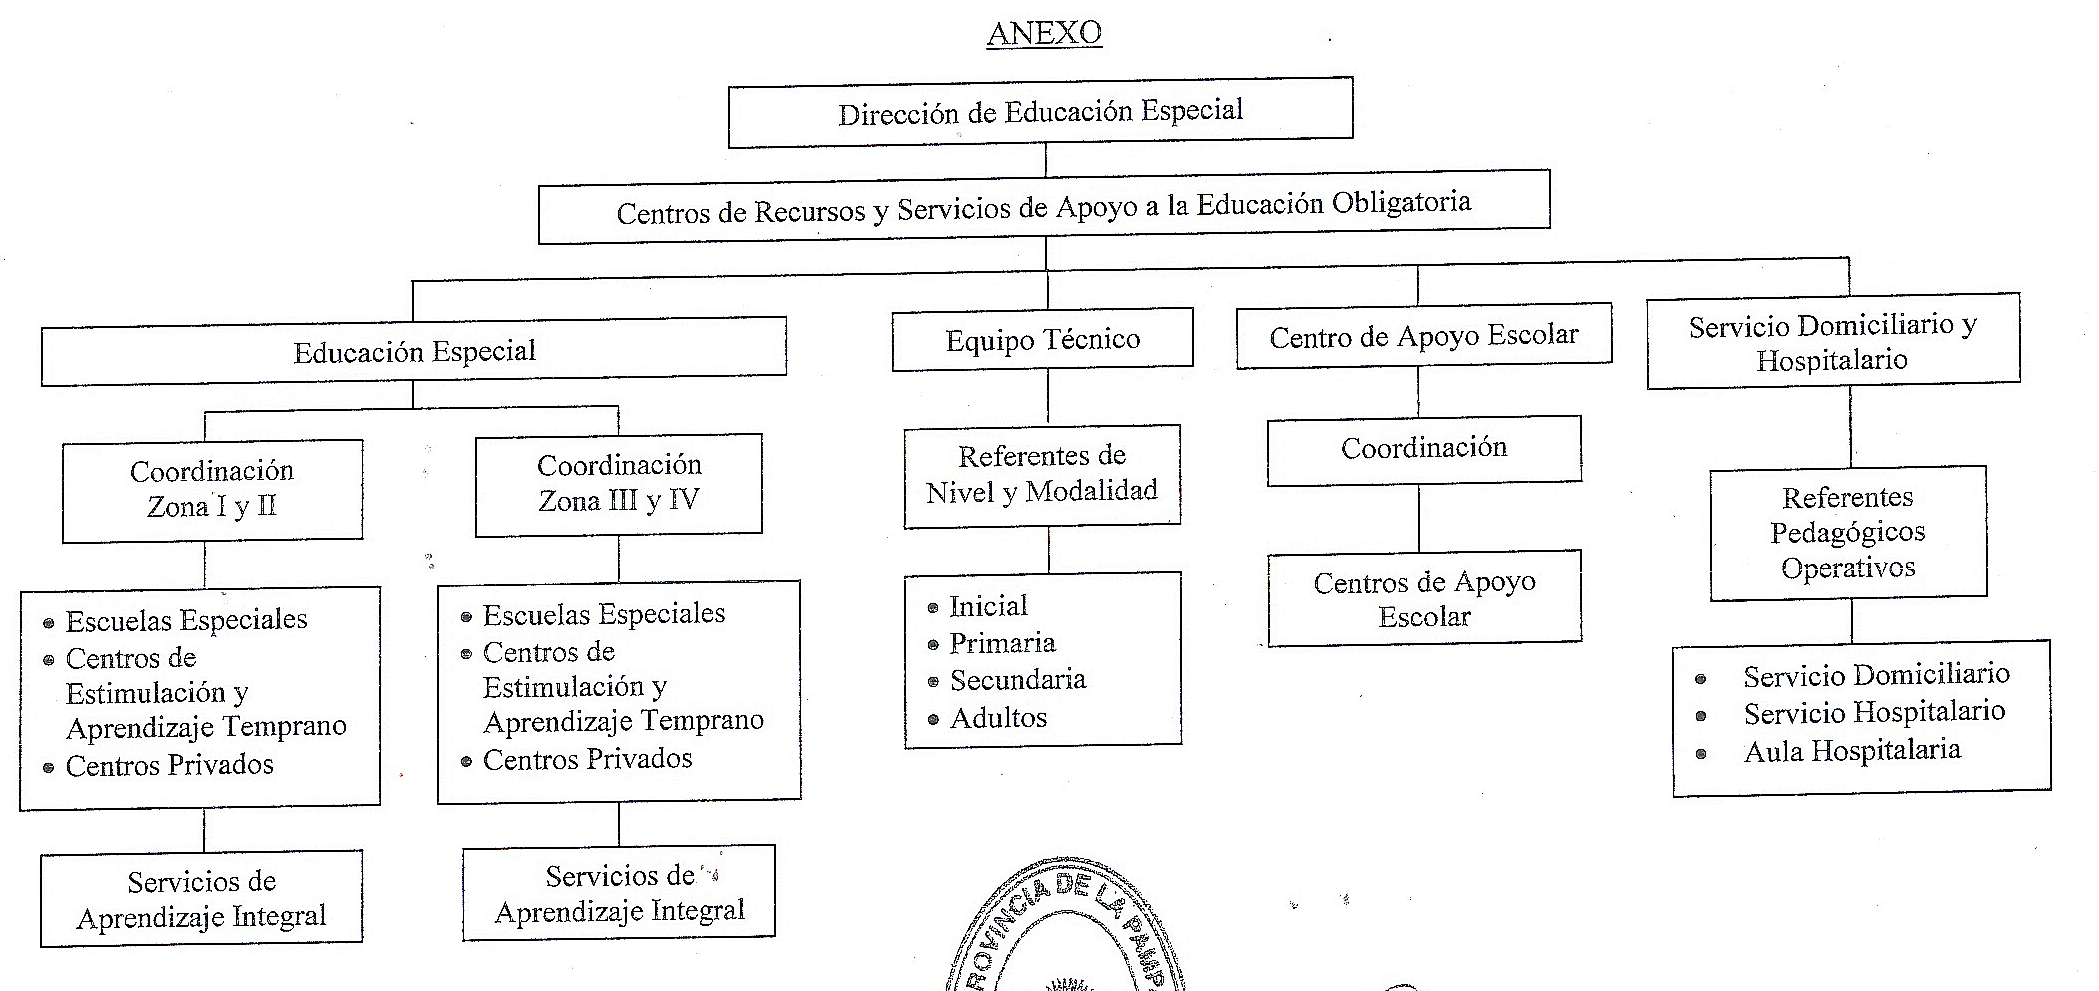 ANEXO
Dirección de Educación Especial
Centros de Recursos y Servicios de Apoyo a la Educación Obligatoria
Educación Especial
Equipo Técnico
Centro de Apoyo Escolar
Servicio Domiciliario y
Hospitalario
Coordinación
Zona I y II
Coordinación
Zona III y IV
Referentes de
Nivel y Modalidad
Coordinación
Referentes
Pedagógicos
Operativos
• Escuelas Especiales
• Centros de
Estimulación y
Aprendizaje Temprano
• Centros Privados
• Escuelas Especiales
• Centros de
Estimulación y
Aprendizaje Temprano
• Centros Privados
• Inicial
• Primaria
• Secundaria
• Adultos
Centros de Apoyo
Escolar
• Servicio Domiciliario
• Servicio Hospitalario
• Aula Hospitalaria
Servicios de
Aprendizaje Integral
Servicios de
Aprendizaje Integral
ROVINCIA DE LA PAMP